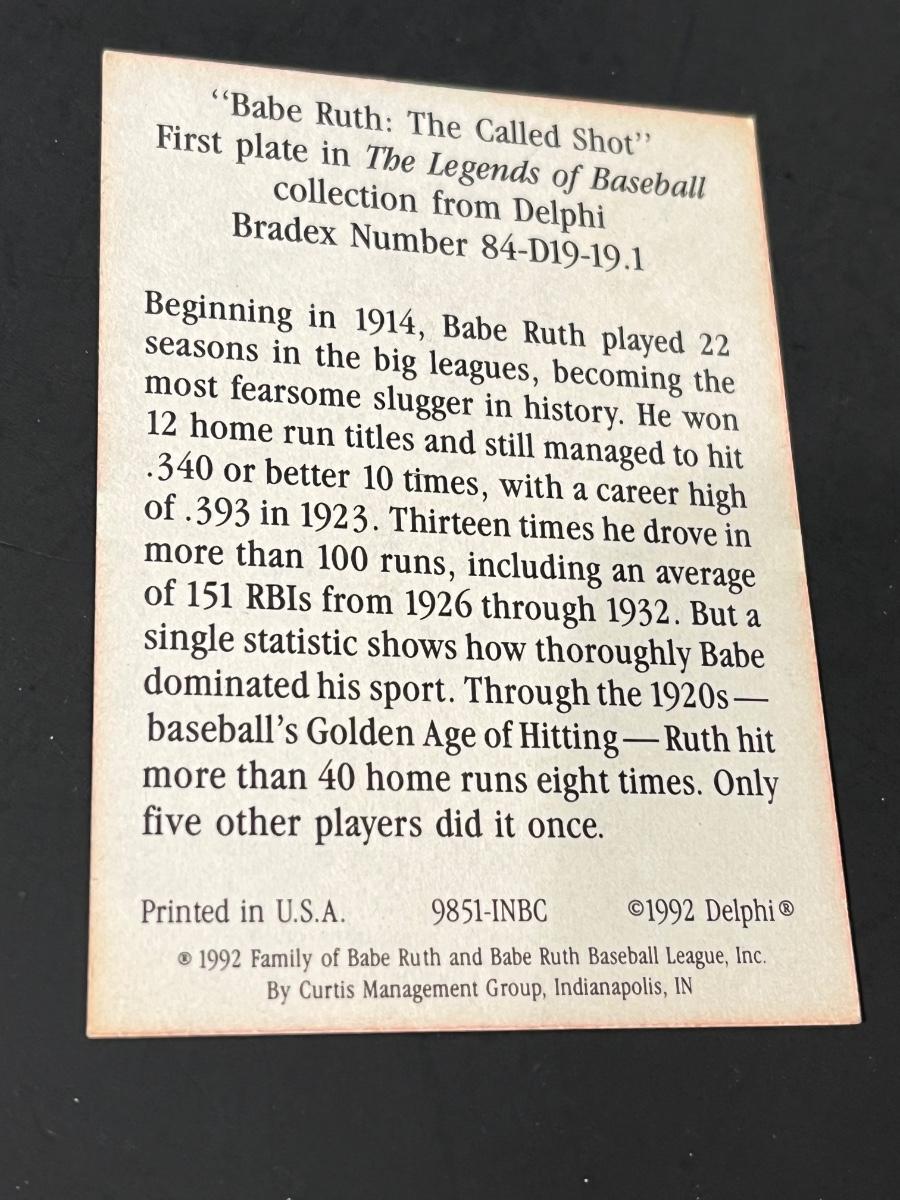 “Babe Ruth: The Called Shot”
First plate in The Legends of Baseball
collection from Delphi
Bradex Number 84-D19-19.1
Beginning in 1914, Babe Ruth played 22
seasons in the big leagues, becoming the
most fearsome slugger in history. He won
12 home run titles and still managed to hit
.340 or better 10 times, with a career high
of .393 in 1923. Thirteen times he drove in
more than 100 runs, including an average
of 151 RBIs from 1926 through 1932. But a
single statistic shows how thoroughly Babe
dominated his sport. Through the 1920s—
baseball’s Golden Age of Hitting—Ruth hit
more than 40 home runs eight times. Only
five other players did it once.
Printed in U.S.A. 9851-INBC ©1992 Delphi®
® 1992 Family of Babe Ruth and Babe Ruth Baseball League, Inc.
By Curtis Management Group, Indianapolis, IN